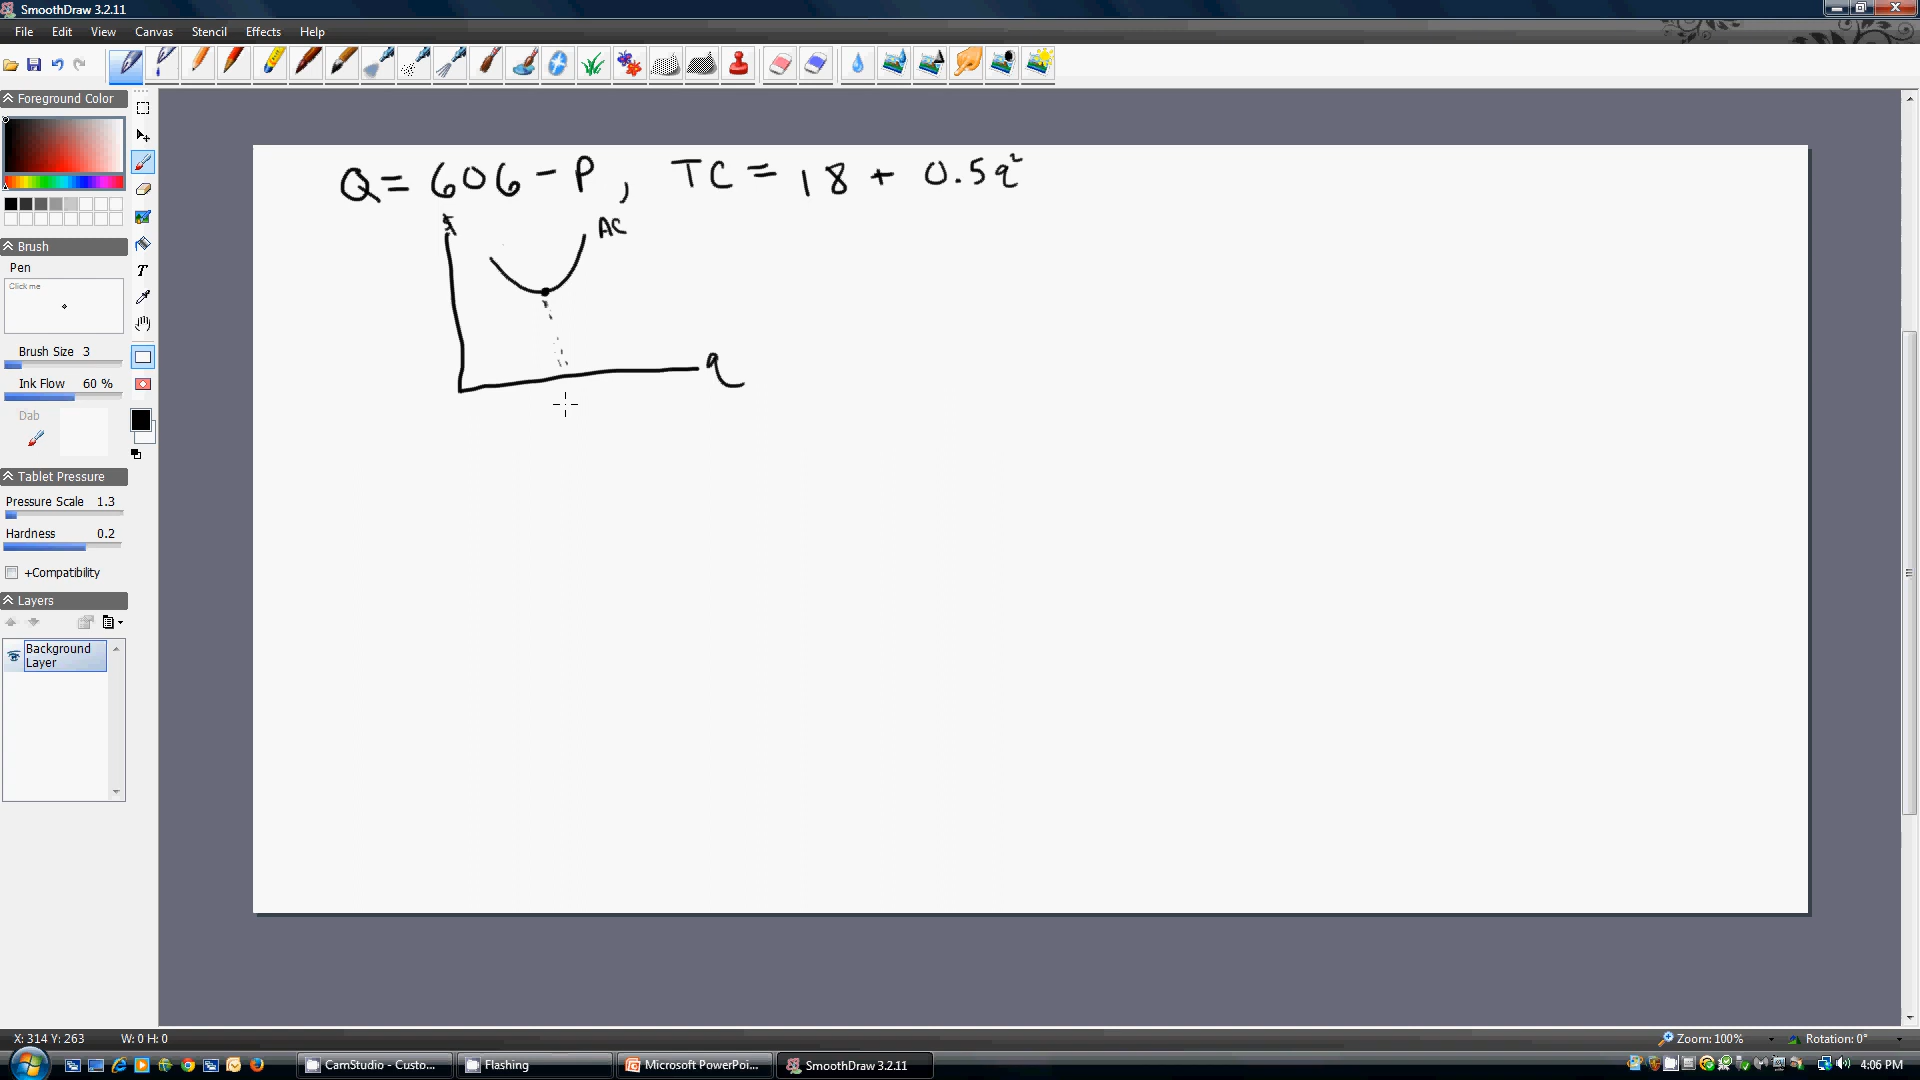 SmoothDraw 3.2.11
File Edit View Canvas Stencil Effects Help
Foreground Color
Brush
Pen
Click me
Brush Size 3
Ink Flow 60 %
Dab
Tablet Pressure
Pressure Scale 1.3
Hardness 0.2
+Compatibility
Layers
Background
Layer
Q = 606 - P, TC = 18 + 0.5q²
$
AC
q
X: 314 Y: 263 W: 0 H: 0
Zoom: 100% Rotation: 0°
CamStudio - Custo... Flashing Microsoft PowerPoi... SmoothDraw 3.2.11 4:06 PM